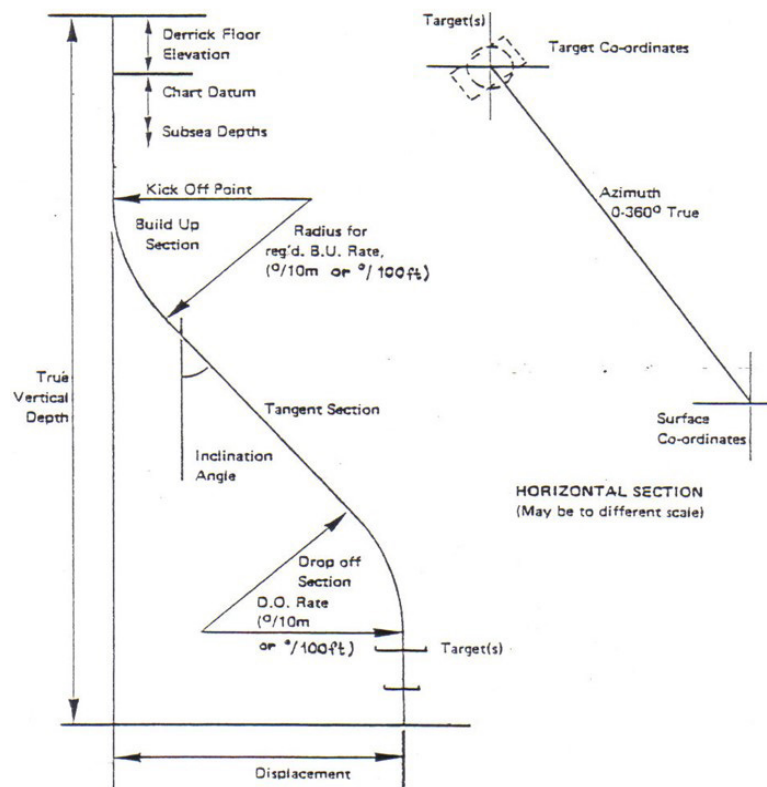 Derrick Floor
Elevation
Chart Datum
Subsea Depths
Kick Off Point
Build Up
Section
Radius for
reg'd. B.U. Rate,
(º/10m or º/100ft)
True
Vertical
Depth
Tangent Section
Inclination
Angle
Drop off
Section
D.O. Rate
(º/10m
or º/100ft)
Target(s)
Displacement
Target(s)
Target Co-ordinates
Azimuth
0-360º True
Surface
Co-ordinates
HORIZONTAL SECTION
(May be to different scale)